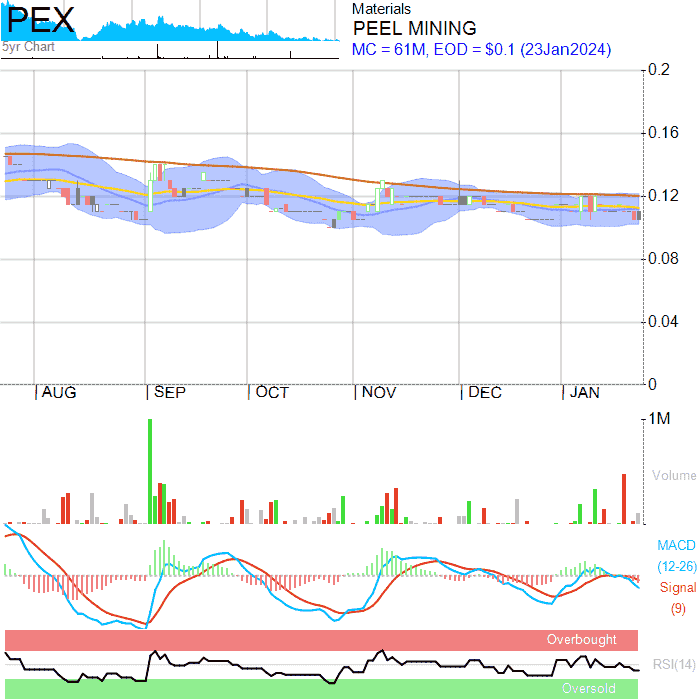 PEX
5yr Chart
Materials
PEEL MINING
MC = 61M, EOD = $0.1 (23Jan2024)
0.2
0.16
0.12
0.08
0.04
0
AUG SEP OCT NOV DEC JAN
1M
Volume
MACD
(12-26)
Signal
(9)
Overbought
RSI(14)
Oversold